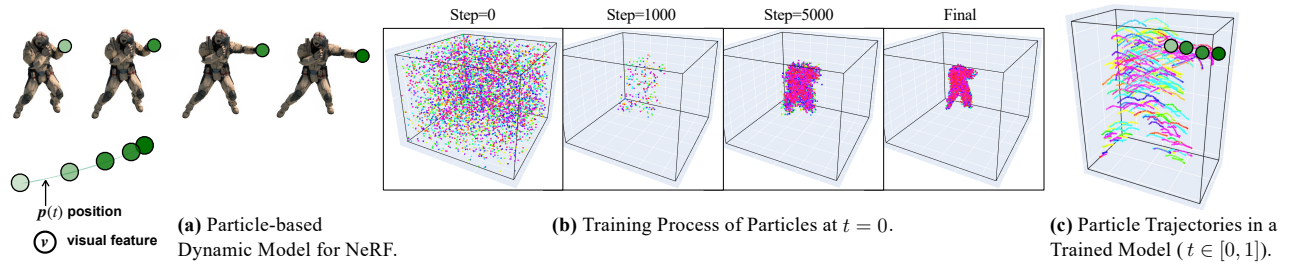 Step=0
Step=1000
Step=5000
Final
p(t) position
v visual feature
(a) Particle-based
Dynamic Model for NeRF.
(b) Training Process of Particles at t = 0.
(c) Particle Trajectories in a
Trained Model ( t ∈ [0, 1]).